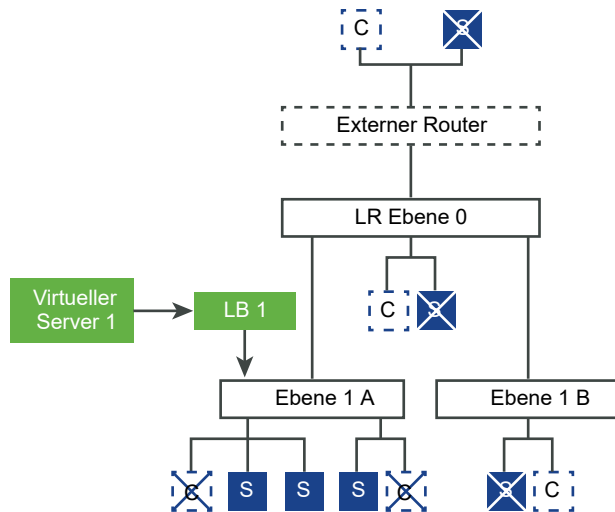 C S
Externer Router
LR Ebene 0
C S
Virtueller
Server 1
LB 1
Ebene 1 A
Ebene 1 B
C S S S C S C